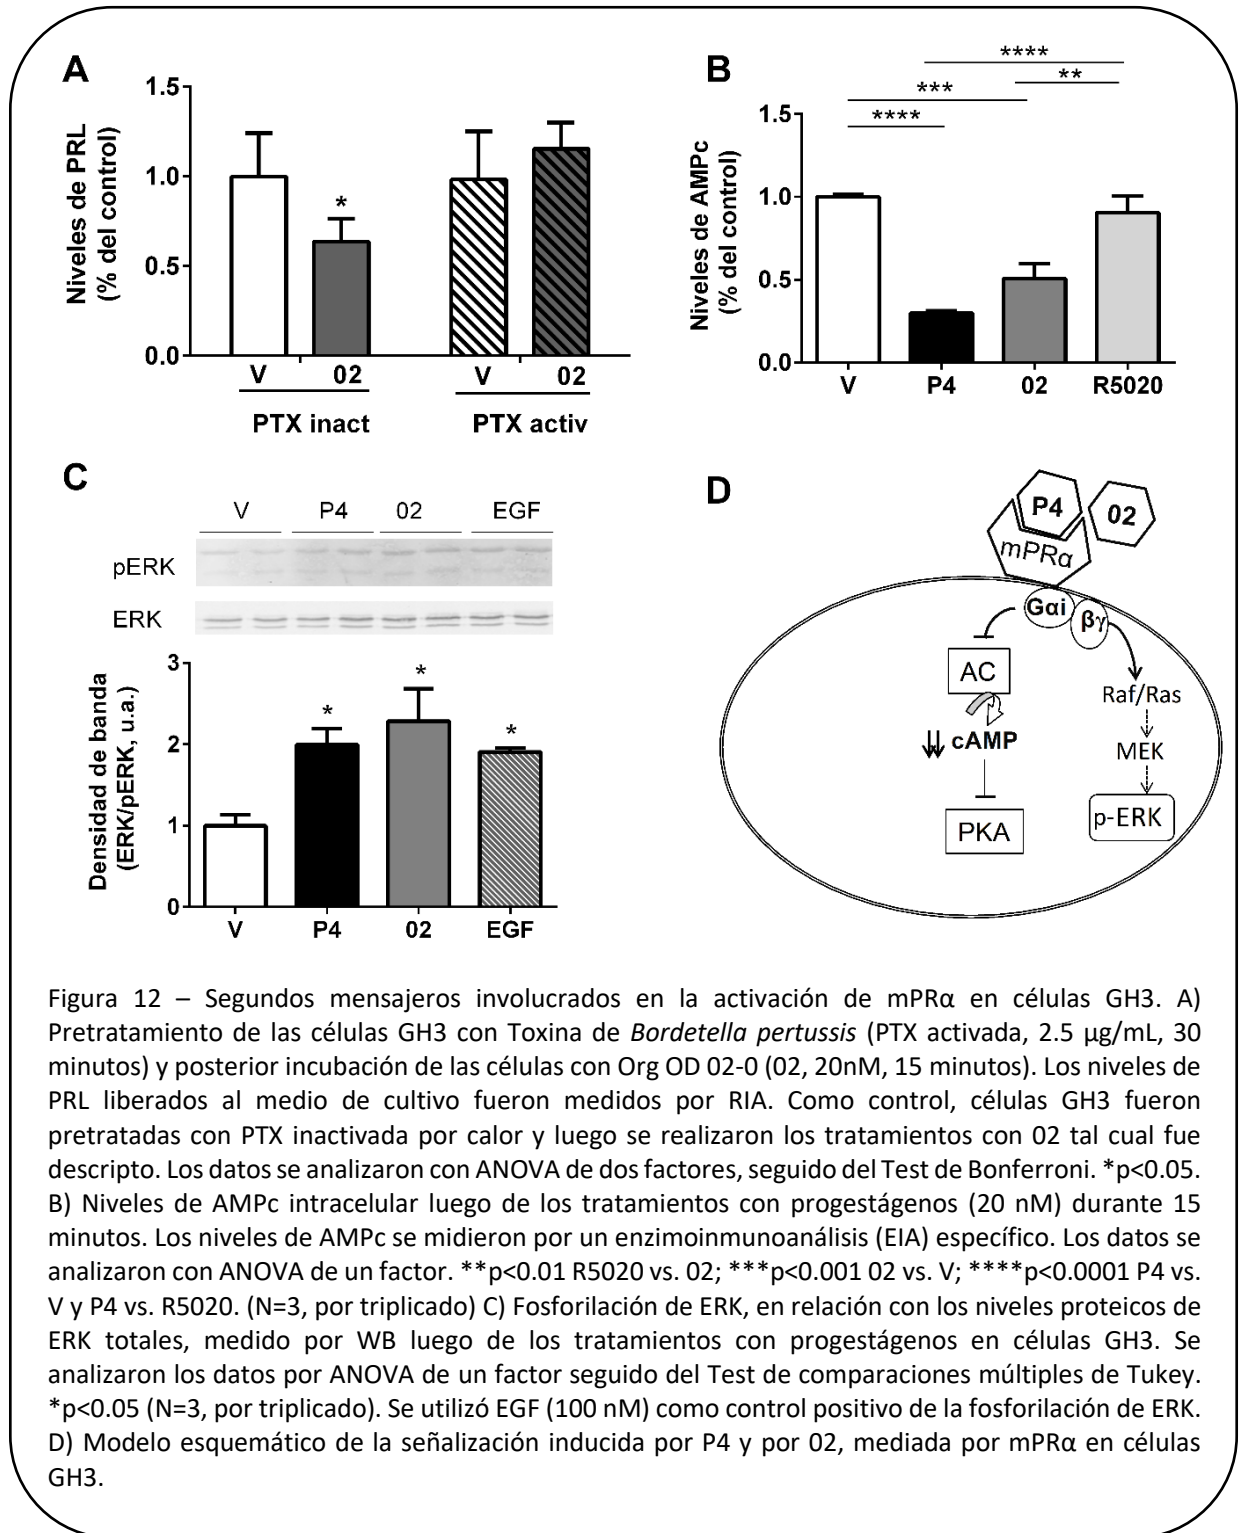 A
Niveles de PRL
(% del control)
1.5
1.0
0.5
0.0
*
V
02
V
02
PTX inact
PTX activ
B
Niveles de AMPc
(% del control)
****
**
***
****
1.5
1.0
0.5
0.0
V
P4
02
R5020
C
V
P4
02
EGF
pERK
ERK
Densidad de banda
(ERK/pERK, u.a.)
3
2
1
0
*
*
*
V
P4
02
EGF
D
P4
02
mPRα
Gαi
βγ
AC
Raf/Ras
cAMP
MEK
PKA
p-ERK
Figura 12 – Segundos mensajeros involucrados en la activación de mPRα en células GH3. A)
Pretratamiento de las células GH3 con Toxina de Bordetella pertussis (PTX activada, 2.5 µg/mL, 30
minutos) y posterior incubación de las células con Org OD 02-0 (02, 20nM, 15 minutos). Los niveles de
PRL liberados al medio de cultivo fueron medidos por RIA. Como control, células GH3 fueron
pretratadas con PTX inactivada por calor y luego se realizaron los tratamientos con 02 tal cual fue
descripto. Los datos se analizaron con ANOVA de dos factores, seguido del Test de Bonferroni. *p<0.05.
B) Niveles de AMPc intracelular luego de los tratamientos con progestágenos (20 nM) durante 15
minutos. Los niveles de AMPc se midieron por un enzimoinmunoanálisis (EIA) específico. Los datos se
analizaron con ANOVA de un factor. **p<0.01 R5020 vs. 02; ***p<0.001 02 vs. V; ****p<0.0001 P4 vs.
V y P4 vs. R5020. (N=3, por triplicado) C) Fosforilación de ERK, en relación con los niveles proteicos de
ERK totales, medido por WB luego de los tratamientos con progestágenos en células GH3. Se
analizaron los datos por ANOVA de un factor seguido del Test de comparaciones múltiples de Tukey.
*p<0.05 (N=3, por triplicado). Se utilizó EGF (100 nM) como control positivo de la fosforilación de ERK.
D) Modelo esquemático de la señalización inducida por P4 y por 02, mediada por mPRα en células
GH3.